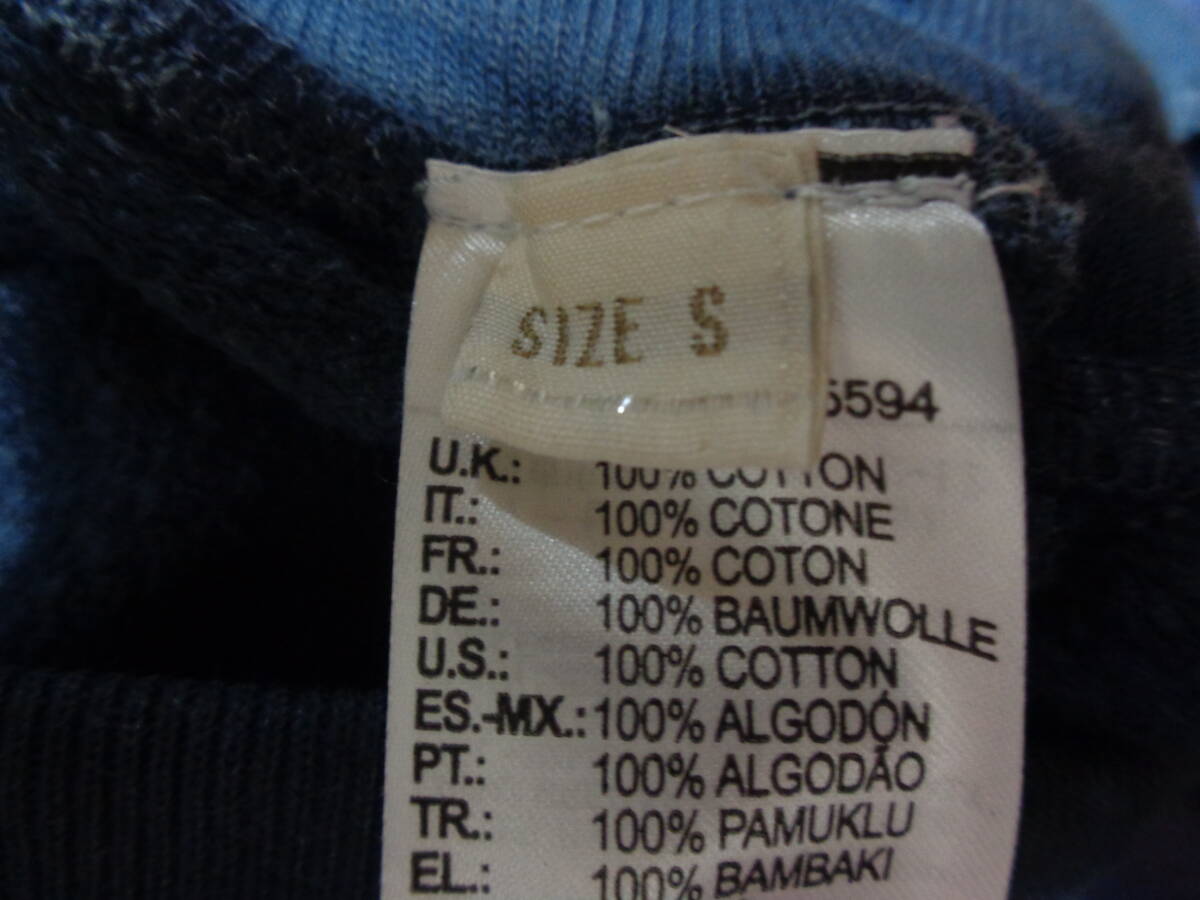 SIZE S
5594
U.K.: 100% COTTON
IT.: 100% COTONE
FR.: 100% COTON
DE.: 100% BAUMWOLLE
U.S.: 100% COTTON
ES.-MX.: 100% ALGODÓN
PT.: 100% ALGODÃO
TR.: 100% PAMUKLU
EL.: 100% BAMBAKI